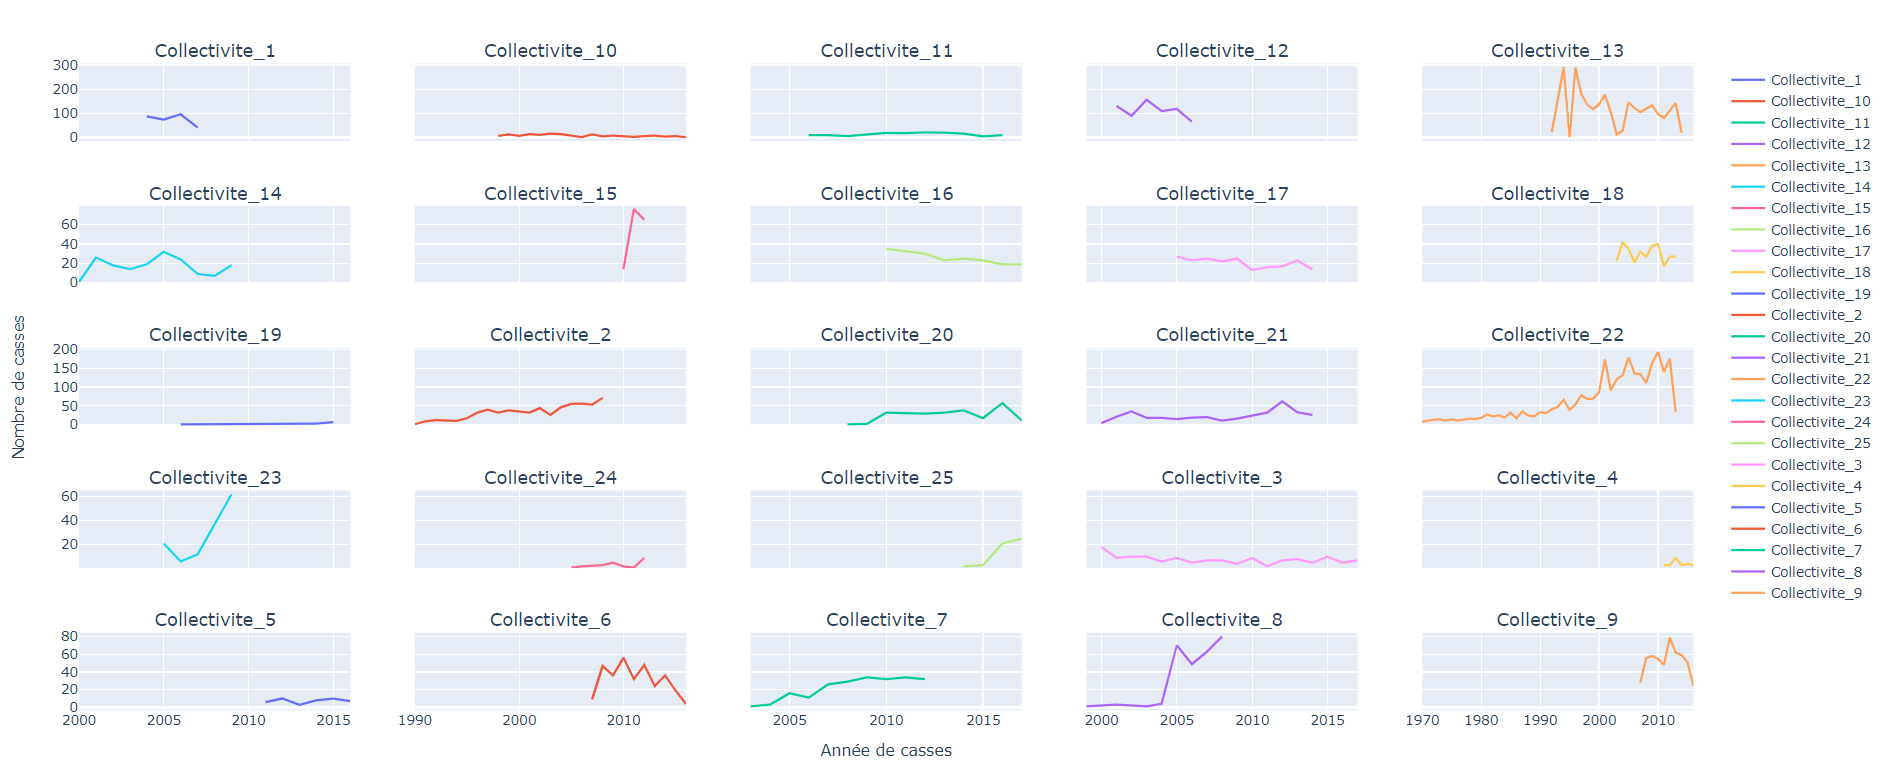 Collectivite_1 Collectivite_10 Collectivite_11 Collectivite_12 Collectivite_13
300
200
100
0
Collectivite_14 Collectivite_15 Collectivite_16 Collectivite_17 Collectivite_18
60
40
20
0
Collectivite_19 Collectivite_2 Collectivite_20 Collectivite_21 Collectivite_22
200
150
100
50
0
Collectivite_23 Collectivite_24 Collectivite_25 Collectivite_3 Collectivite_4
60
40
20
Collectivite_5 Collectivite_6 Collectivite_7 Collectivite_8 Collectivite_9
80
60
40
20
0
2000 2005 2010 2015 1990 2000 2010 2005 2010 2015 2000 2005 2010 2015 1970 1980 1990 2000 2010
Nombre de casses
Année de casses
Collectivite_1
Collectivite_10
Collectivite_11
Collectivite_12
Collectivite_13
Collectivite_14
Collectivite_15
Collectivite_16
Collectivite_17
Collectivite_18
Collectivite_19
Collectivite_2
Collectivite_20
Collectivite_21
Collectivite_22
Collectivite_23
Collectivite_24
Collectivite_25
Collectivite_3
Collectivite_4
Collectivite_5
Collectivite_6
Collectivite_7
Collectivite_8
Collectivite_9